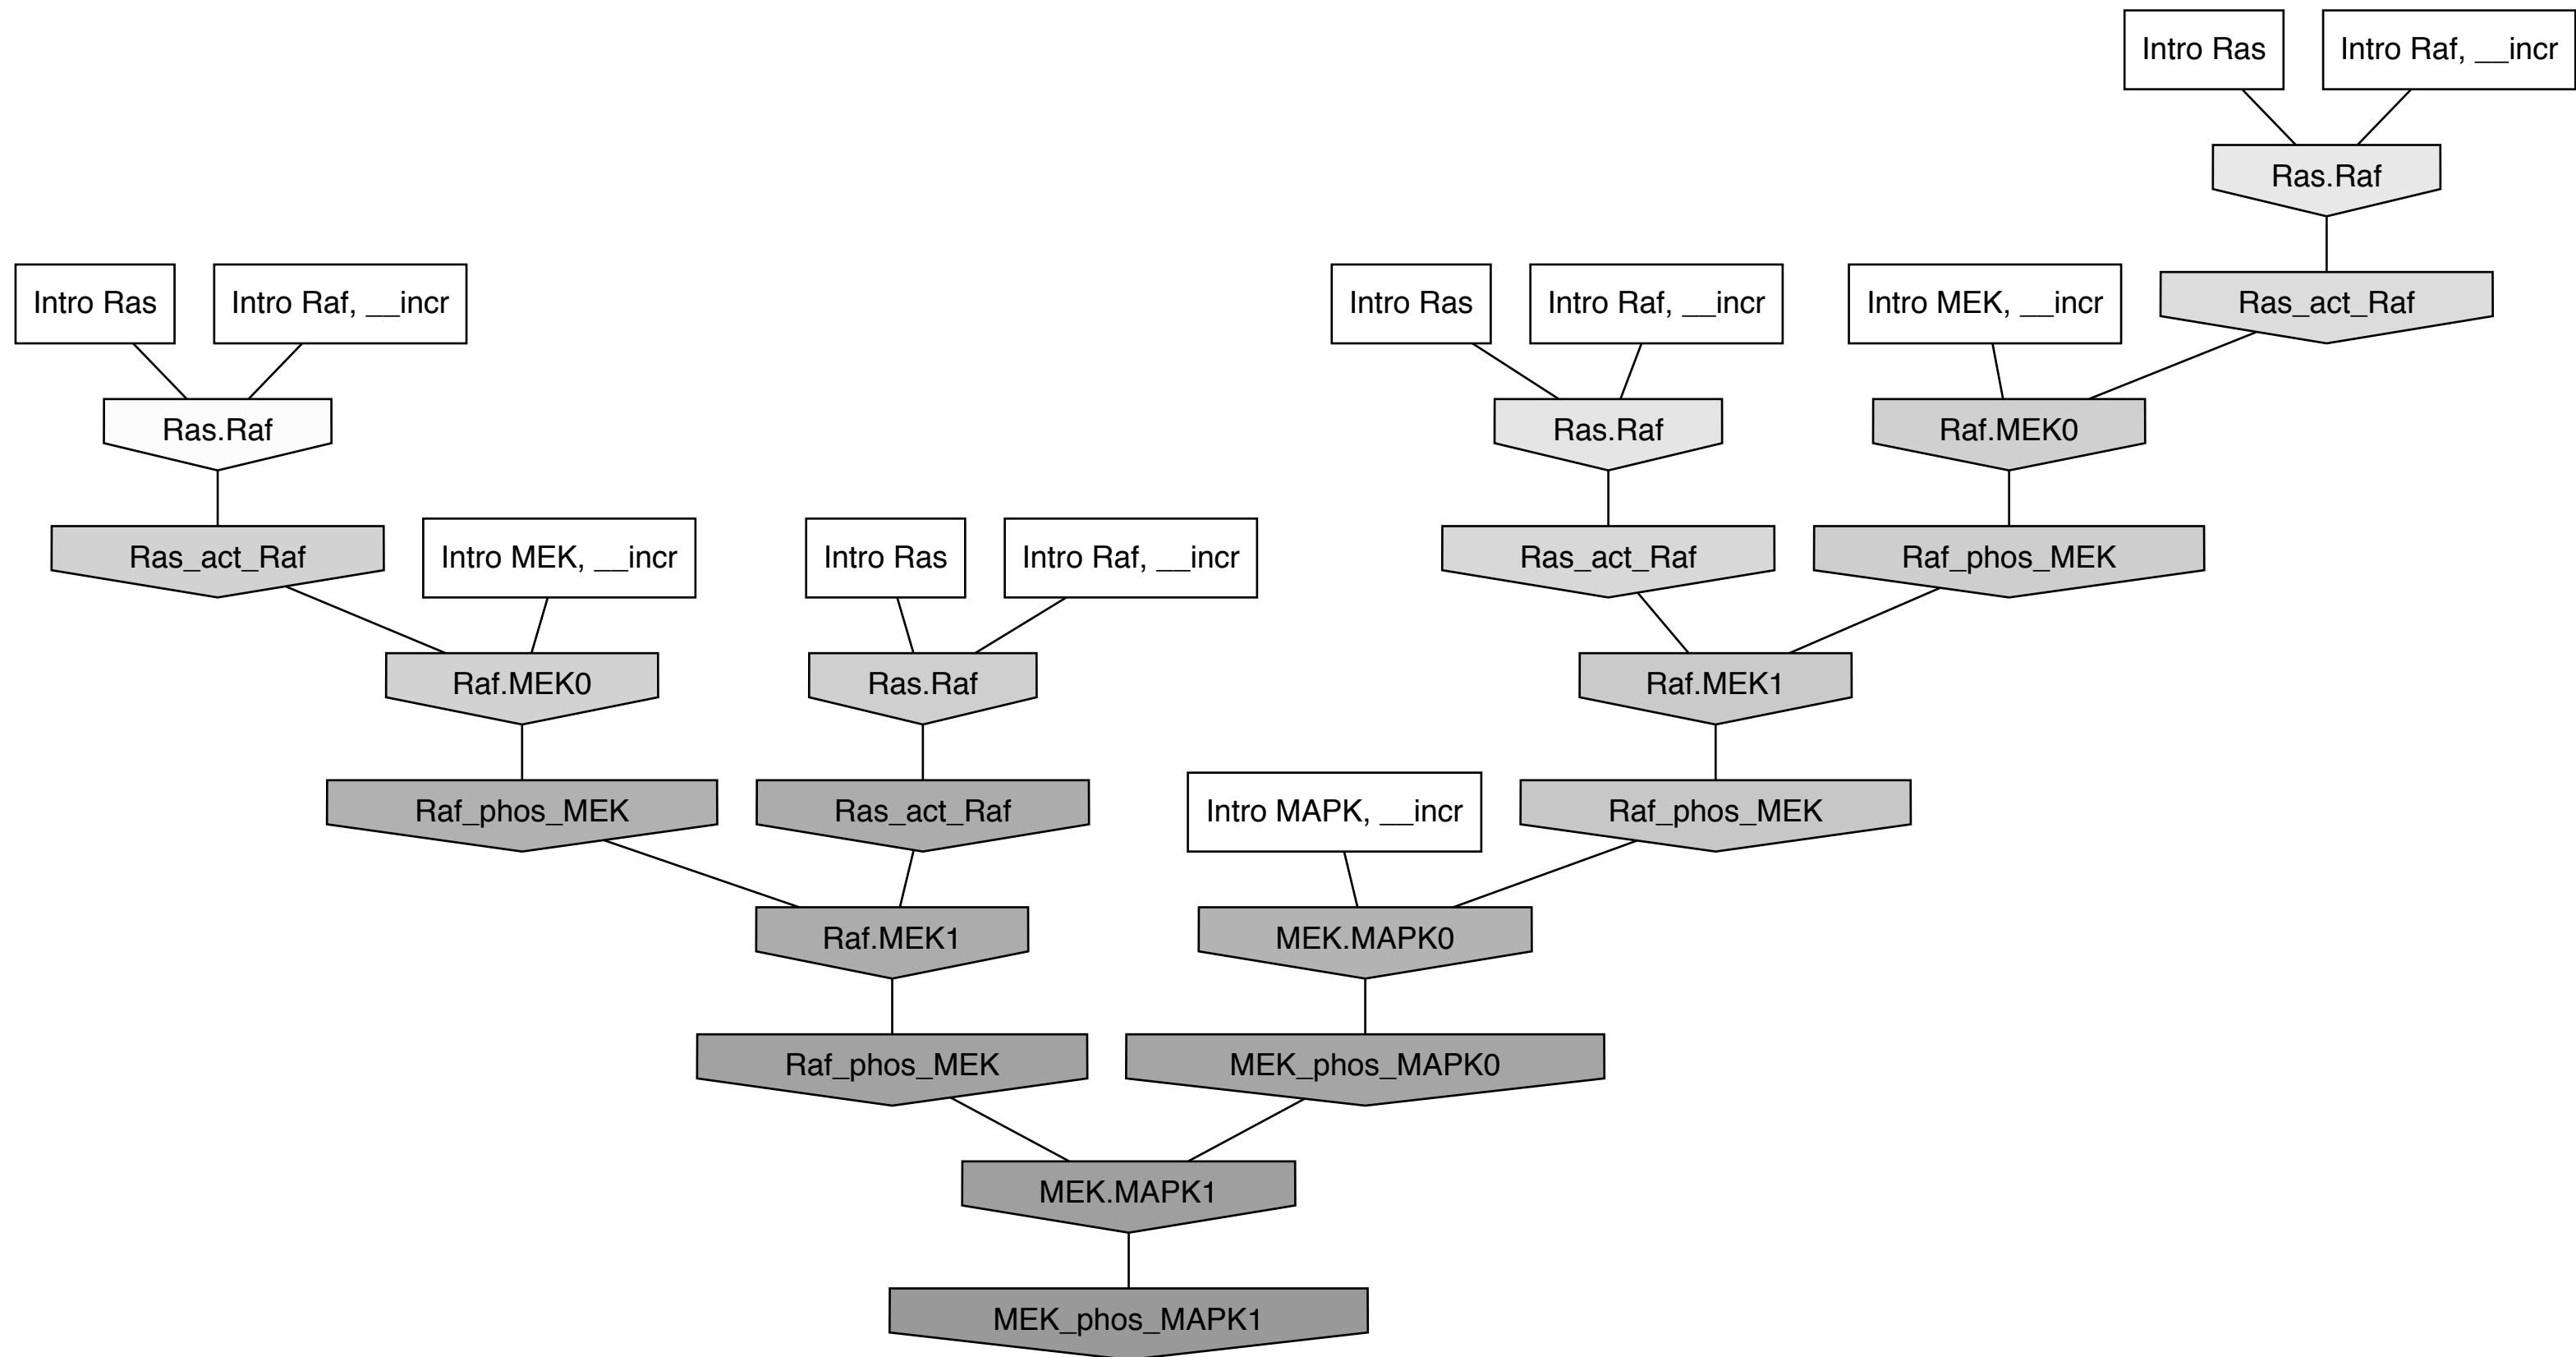 Intro Ras
Intro Raf, __incr
Ras.Raf
Intro Ras
Intro Raf, __incr
Intro Ras
Intro Raf, __incr
Intro MEK, __incr
Ras_act_Raf
Ras.Raf
Ras.Raf
Raf.MEK0
Ras_act_Raf
Intro MEK, __incr
Intro Ras
Intro Raf, __incr
Ras_act_Raf
Raf_phos_MEK
Raf.MEK0
Ras.Raf
Raf.MEK1
Raf_phos_MEK
Ras_act_Raf
Intro MAPK, __incr
Raf_phos_MEK
Raf.MEK1
MEK.MAPK0
Raf_phos_MEK
MEK_phos_MAPK0
MEK.MAPK1
MEK_phos_MAPK1